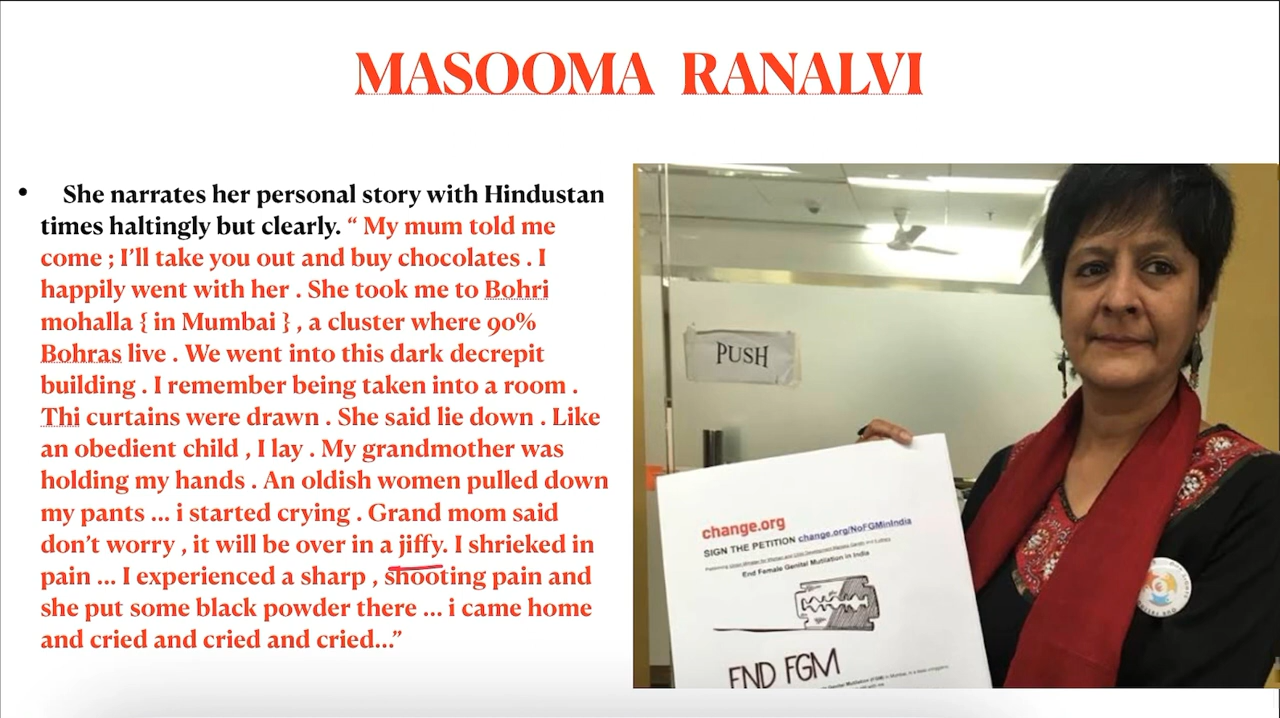 MASOOMA RANALVI
• She narrates her personal story with Hindustan
times haltingly but clearly. “ My mum told me
come ; I’ll take you out and buy chocolates . I
happily went with her . She took me to Bohri
mohalla { in Mumbai } , a cluster where 90%
Bohras live . We went into this dark decrepit
building . I remember being taken into a room .
Thi curtains were drawn . She said lie down . Like
an obedient child , I lay . My grandmother was
holding my hands . An oldish women pulled down
my pants ... i started crying . Grand mom said
don’t worry , it will be over in a jiffy. I shrieked in
pain ... I experienced a sharp , shooting pain and
she put some black powder there ... i came home
and cried and cried and cried...”
PUSH
change.org
SIGN THE PETITION change.org/NoFGMinIndia
End Female Genital Mutilation in India
END FGM